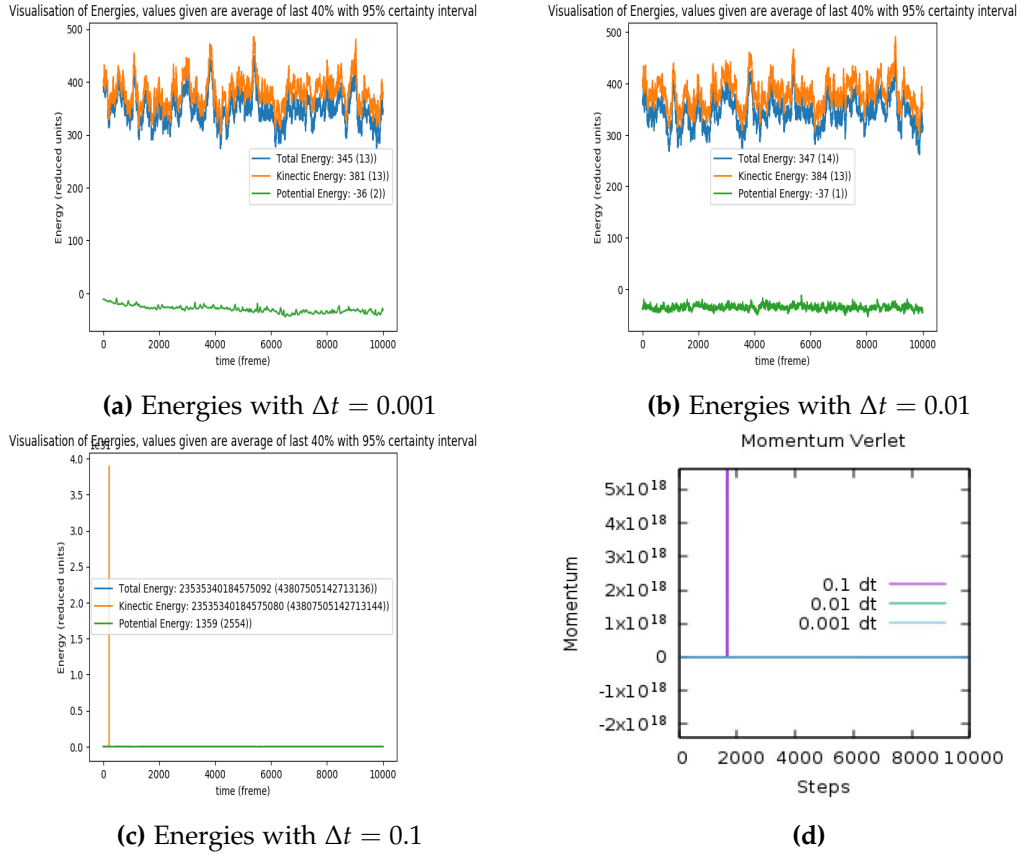 Visualisation of Energies, values given are average of last 40% with 95% certainty interval
500
400
300
200
100
0
Energy (reduced units)
Total Energy: 345 (13))
Kinectic Energy: 381 (13))
Potential Energy: -36 (2))
0 2000 4000 6000 8000 10000
time (freme)
(a) Energies with Δt = 0.001
Visualisation of Energies, values given are average of last 40% with 95% certainty interval
500
400
300
200
100
0
Energy (reduced units)
Total Energy: 347 (14))
Kinectic Energy: 384 (13))
Potential Energy: -37 (1))
0 2000 4000 6000 8000 10000
time (freme)
(b) Energies with Δt = 0.01
Visualisation of Energies, values given are average of last 40% with 95% certainty interval
1e31
4.0
3.5
3.0
2.5
2.0
1.5
1.0
0.5
0.0
Energy (reduced units)
Total Energy: 23535340184575092 (43807505142713136))
Kinectic Energy: 23535340184575080 (43807505142713144))
Potential Energy: 1359 (2554))
0 2000 4000 6000 8000 10000
time (freme)
(c) Energies with Δt = 0.1
Momentum Verlet
5x10^18
4x10^18
3x10^18
2x10^18
1x10^18
0
-1x10^18
-2x10^18
Momentum
0.1 dt
0.01 dt
0.001 dt
0 2000 4000 6000 8000 10000
Steps
(d)